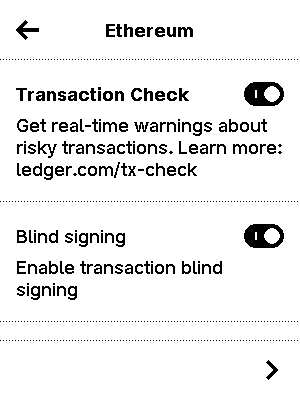 Ethereum
Transaction Check
Get real-time warnings about
risky transactions. Learn more:
ledger.com/tx-check
Blind signing
Enable transaction blind
signing